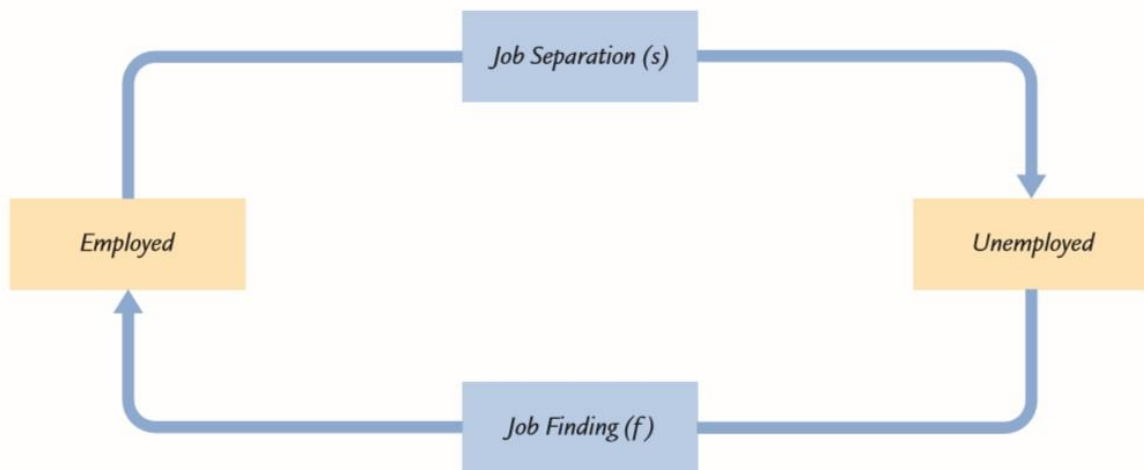 Job Separation (s)
Employed
Unemployed
Job Finding (f)